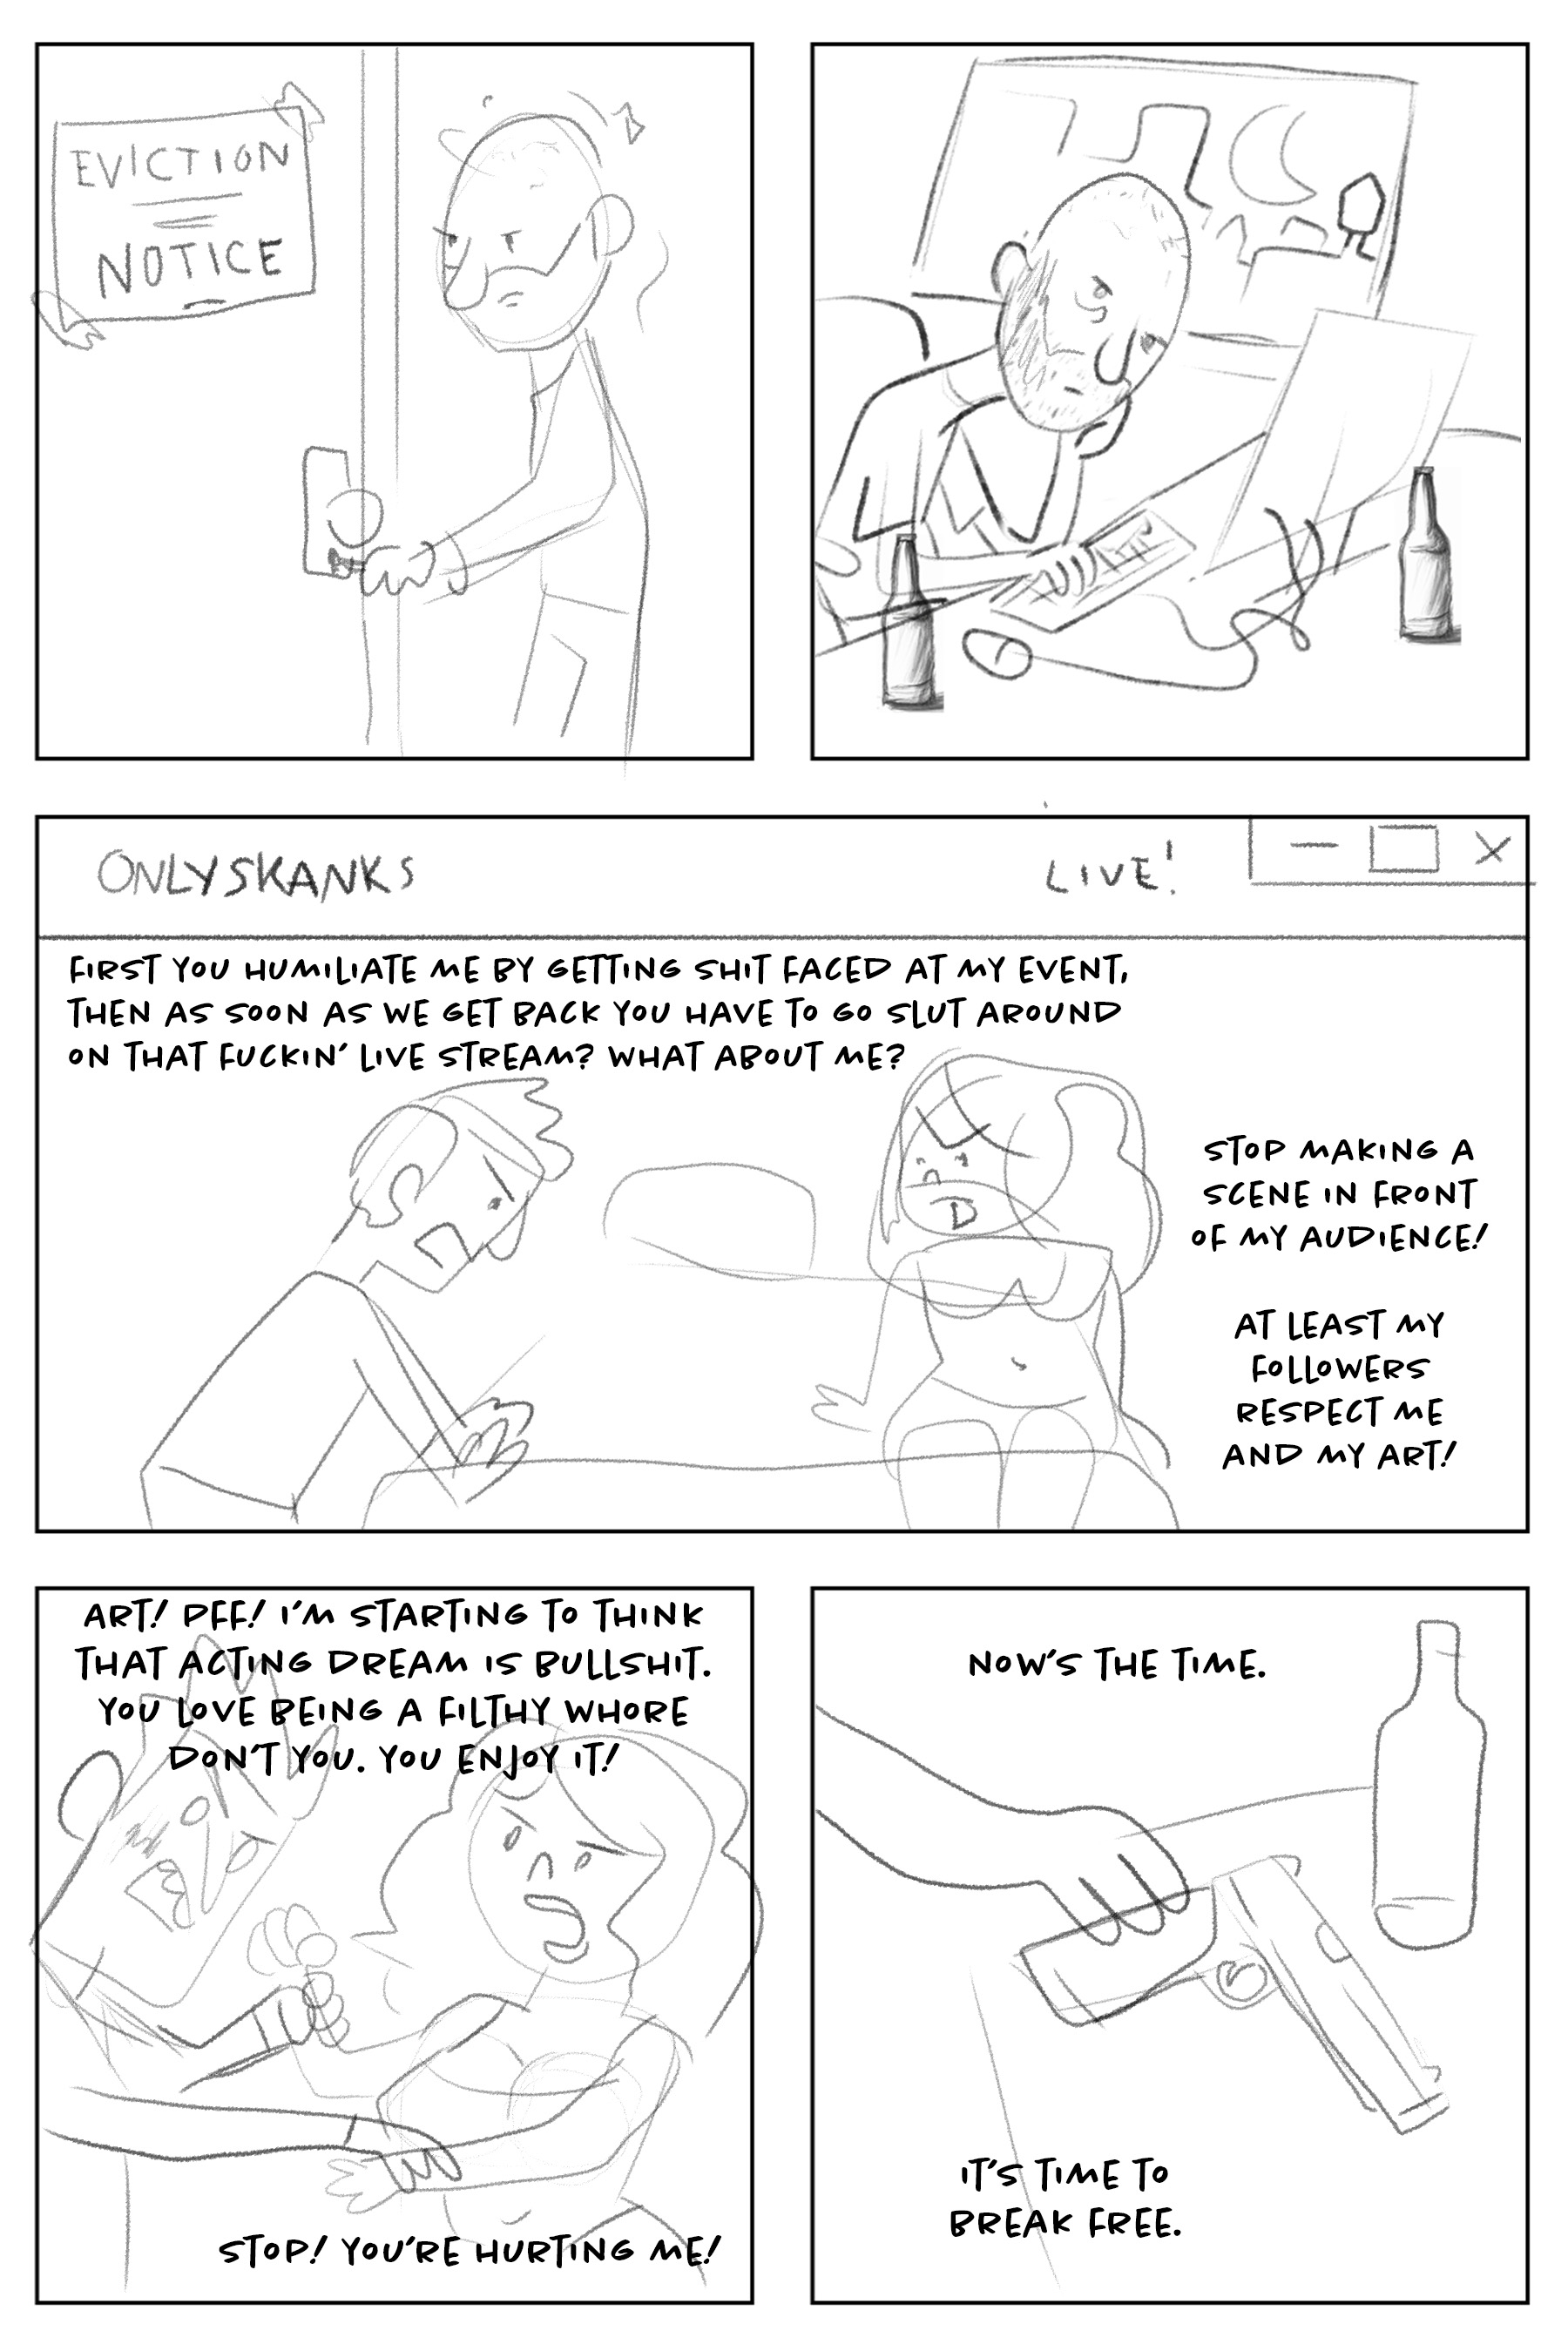 EVICTION
NOTICE
ONLYSKANKS
LIVE!
FIRST YOU HUMILIATE ME BY GETTING SHIT FACED AT MY EVENT,
THEN AS SOON AS WE GET BACK YOU HAVE TO GO SLUT AROUND
ON THAT FUCKIN' LIVE STREAM? WHAT ABOUT ME?
STOP MAKING A
SCENE IN FRONT
OF MY AUDIENCE!
AT LEAST MY
FOLLOWERS
RESPECT ME
AND MY ART!
ART! PFF! I'M STARTING TO THINK
THAT ACTING DREAM IS BULLSHIT.
YOU LOVE BEING A FILTHY WHORE
DON'T YOU. YOU ENJOY IT!
STOP! YOU'RE HURTING ME!
NOW'S THE TIME.
IT'S TIME TO
BREAK FREE.